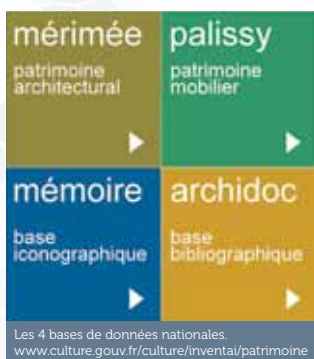 mérimée
patrimoine
architectural
palissy
patrimoine
mobilier
mémoire
base
iconographique
archidoc
base
bibliographique
Les 4 bases de données nationales.
www.culture.gouv.fr/culture/inventai/patrimoine